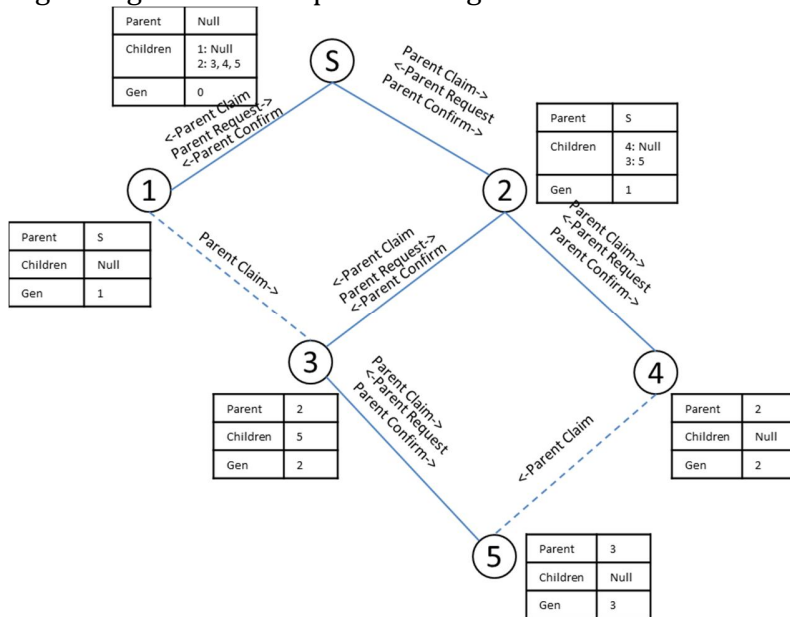 Parent Null
Children 1: Null
2: 3, 4, 5
Gen 0
S
Parent Claim->
<-Parent Request
Parent Confirm->
<-Parent Claim
Parent Request->
<-Parent Confirm
Parent S
Children 4: Null
3: 5
Gen 1
1
2
Parent S
Children Null
Gen 1
Parent Claim->
<-Parent Claim
Parent Request->
<-Parent Confirm
Parent Claim->
<-Parent Request
Parent Confirm->
3
4
Parent 2
Children 5
Gen 2
Parent Claim->
<-Parent Request
Parent Confirm->
<-Parent Claim
Parent 2
Children Null
Gen 2
5
Parent 3
Children Null
Gen 3